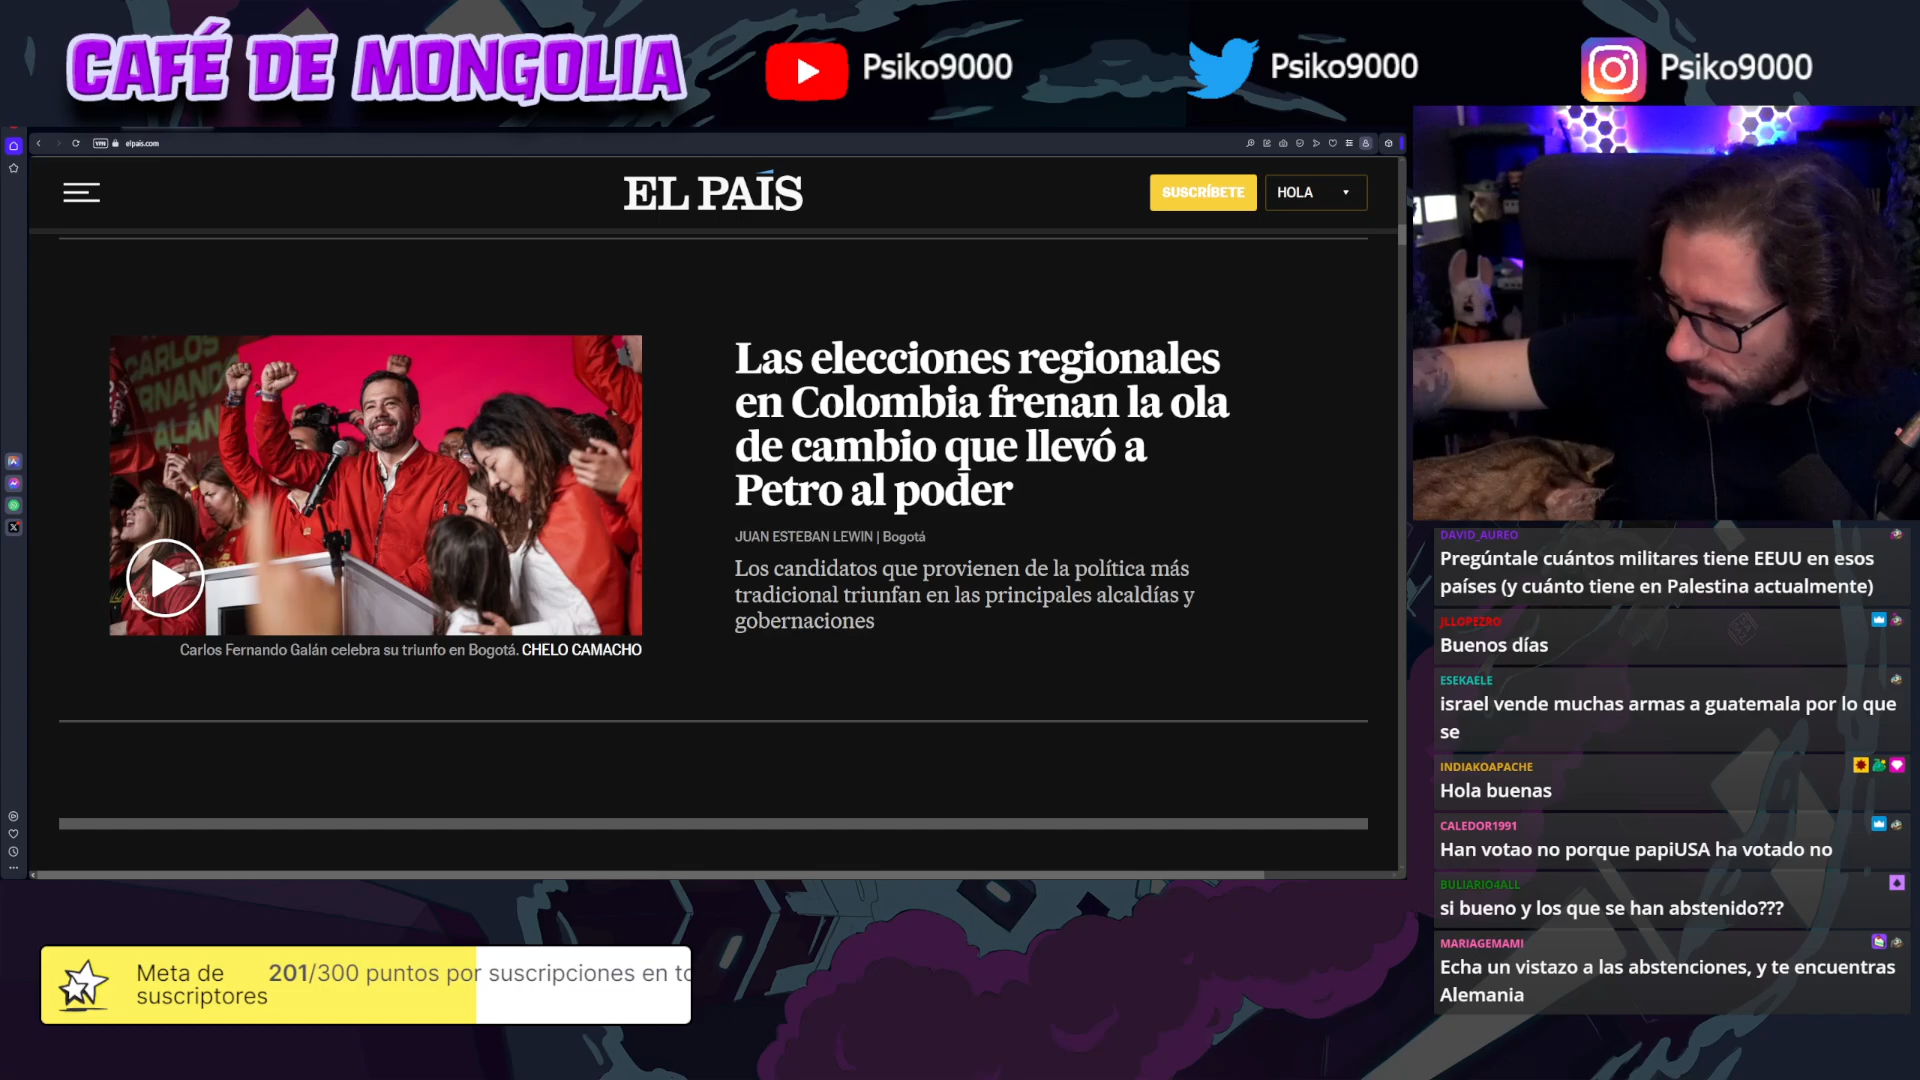 CAFÉ DE MONGOLIA
Psiko9000
Psiko9000
Psiko9000
VPN
elpais.com
EL PAÍS
SUSCRÍBETE
HOLA
CARLOS
FERNANDO
GALÁN
Las elecciones regionales
en Colombia frenan la ola
de cambio que llevó a
Petro al poder
JUAN ESTEBAN LEWIN | Bogotá
Los candidatos que provienen de la política más
tradicional triunfan en las principales alcaldías y
gobernaciones
Carlos Fernando Galán celebra su triunfo en Bogotá. CHELO CAMACHO
DAVID_AUREO
Pregúntale cuántos militares tiene EEUU en esos
países (y cuánto tiene en Palestina actualmente)
JLLOPEZRO
Buenos días
ESEKAELE
israel vende muchas armas a guatemala por lo que
se
INDIAKOAPACHE
Hola buenas
CALEDOR1991
Han votao no porque papiUSA ha votado no
BULIARIO4ALL
si bueno y los que se han abstenido???
MARIAGEMAMI
Echa un vistazo a las abstenciones, y te encuentras
Alemania
Meta de
suscriptores
201/300 puntos por suscripciones en to